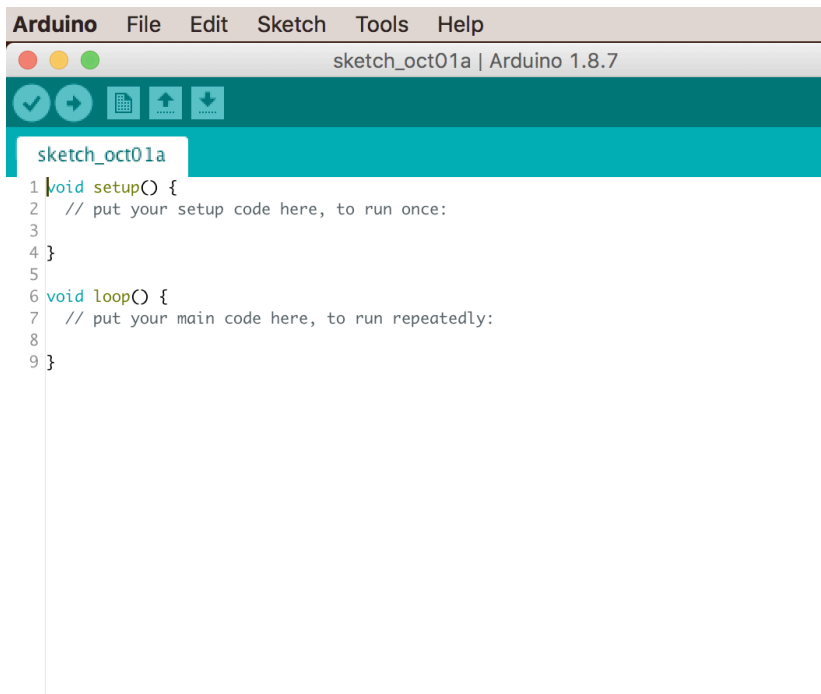 Arduino File Edit Sketch Tools Help
sketch_oct01a | Arduino 1.8.7
sketch_oct01a
1 void setup() {
2   // put your setup code here, to run once:
3
4 }
5
6 void loop() {
7   // put your main code here, to run repeatedly:
8
9 }